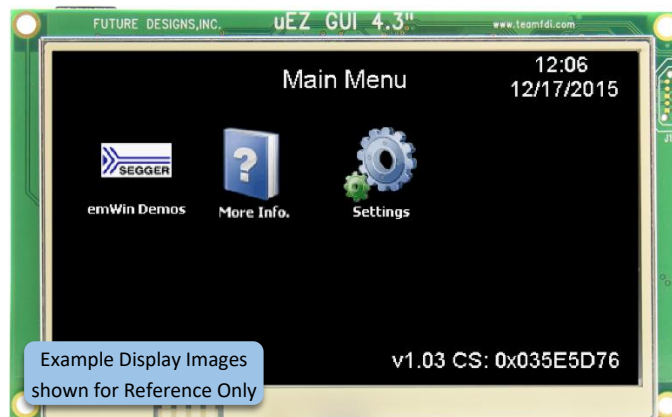 FUTURE DESIGNS,INC. uEZ GUI 4.3" www.teamfdi.com
Main Menu
12:06
12/17/2015
SEGGER
emWin Demos
More Info.
Settings
v1.03 CS: 0x035E5D76
Example Display Images
shown for Reference Only